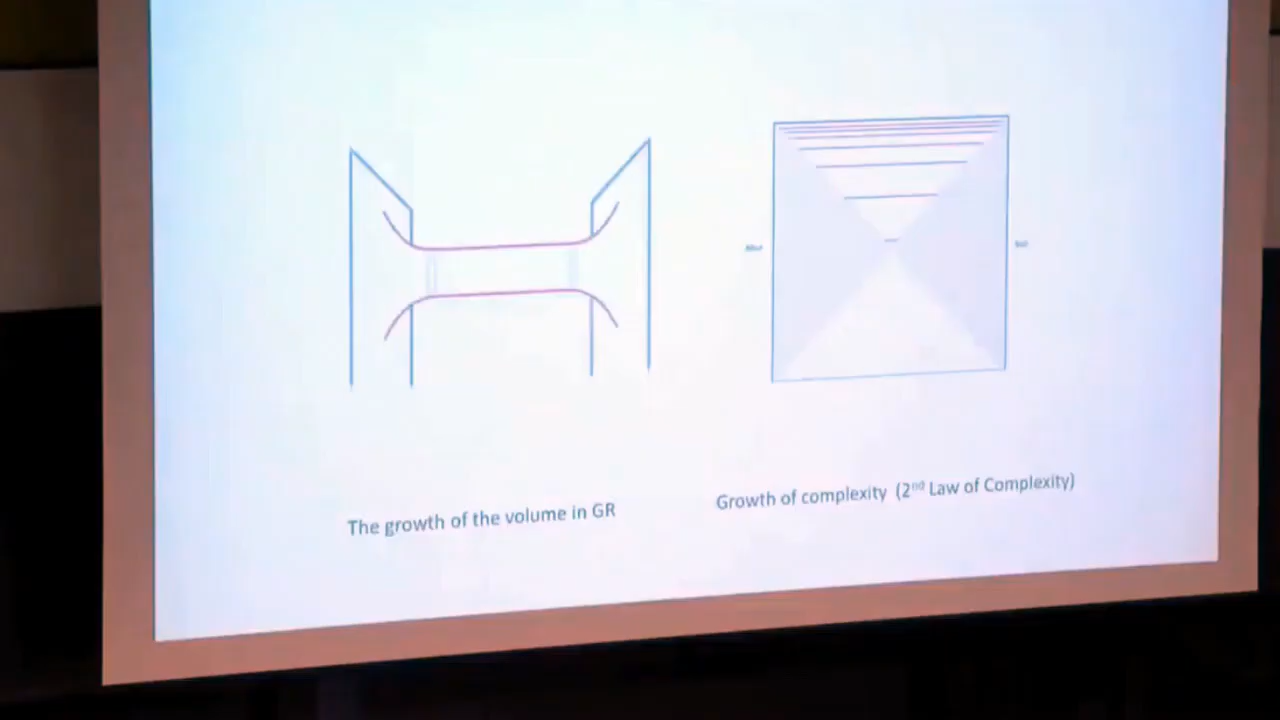 The growth of the volume in GR
Growth of complexity (2nd Law of Complexity)